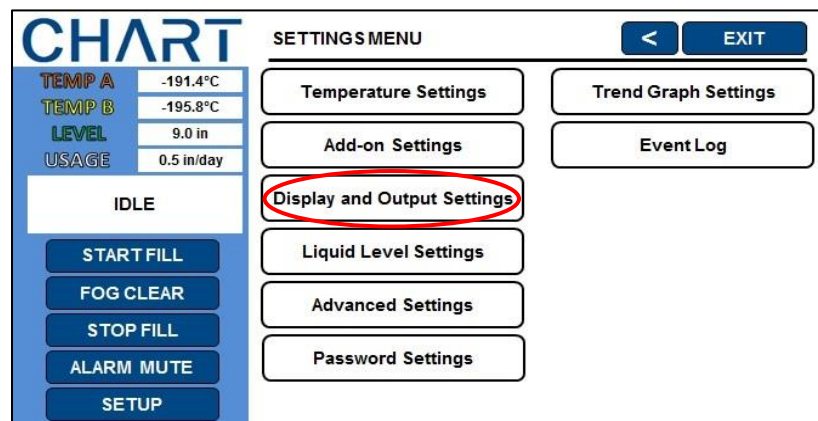 CHART
SETTINGS MENU
<
EXIT
TEMP A
-191.4°C
TEMP B
-195.8°C
LEVEL
9.0 in
USAGE
0.5 in/day
IDLE
START FILL
FOG CLEAR
STOP FILL
ALARM MUTE
SETUP
Temperature Settings
Add-on Settings
Display and Output Settings
Liquid Level Settings
Advanced Settings
Password Settings
Trend Graph Settings
Event Log